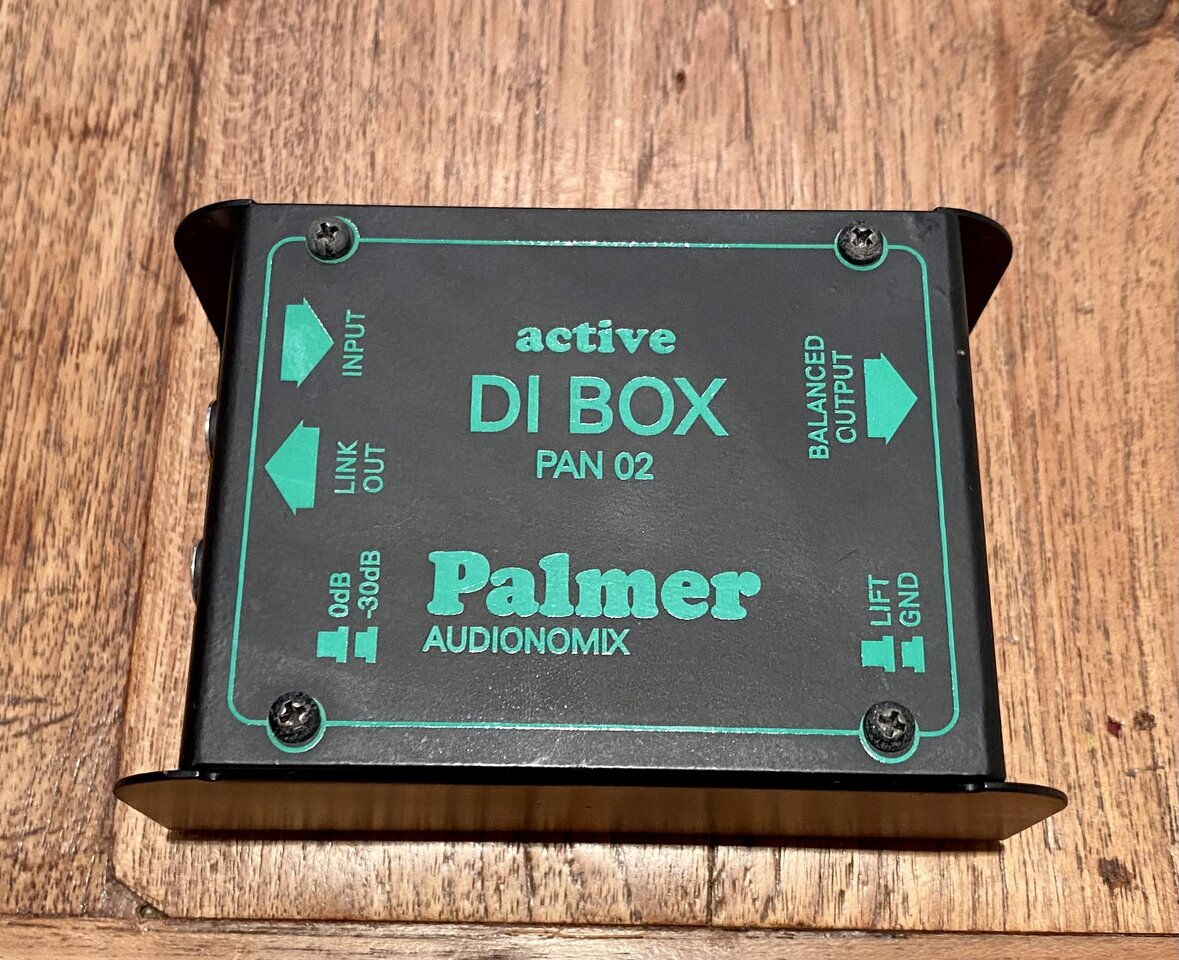 active
DI BOX
PAN 02
Palmer
AUDIONOMIX
INPUT
LINK
OUT
0dB
-30dB
BALANCED
OUTPUT
LIFT
GND